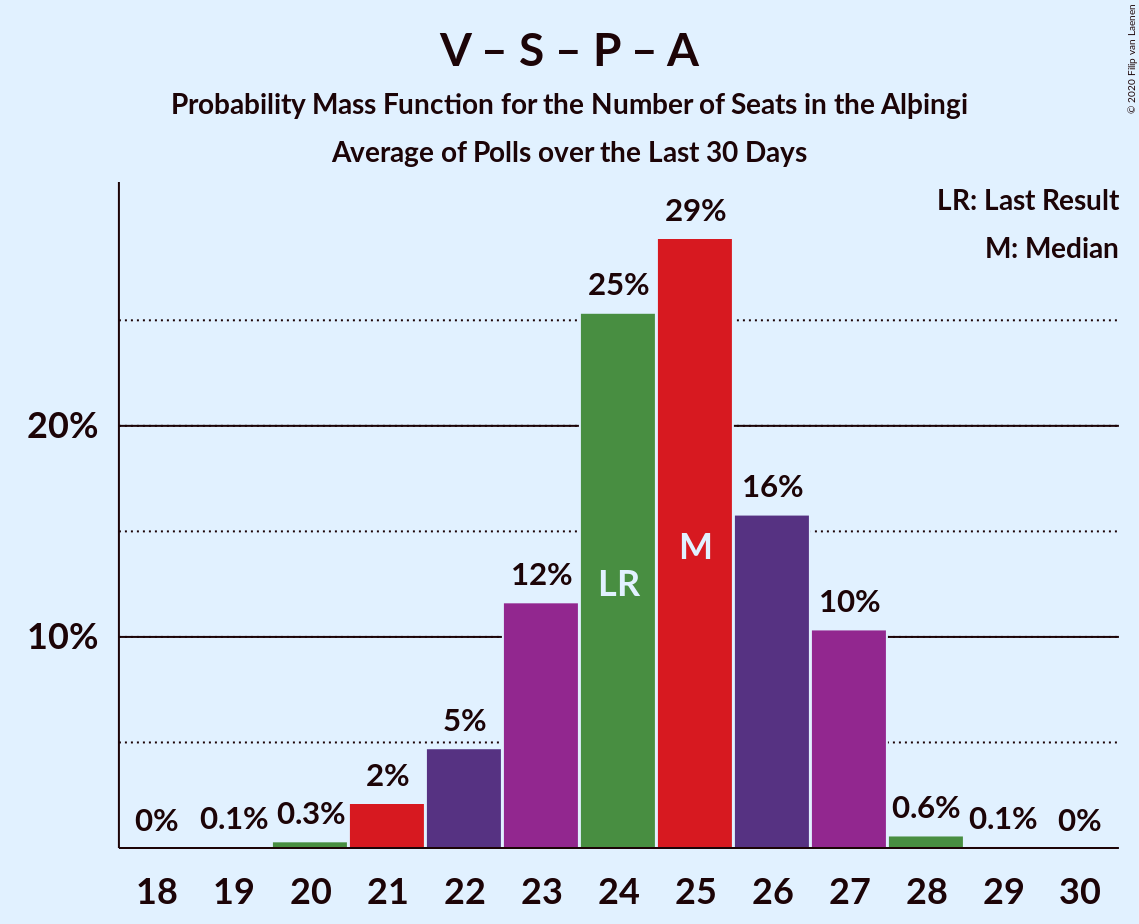 V – S – P – A
Probability Mass Function for the Number of Seats in the Alþingi
Average of Polls over the Last 30 Days
© 2020 Filip van Laenen
LR: Last Result
M: Median
29%
25%
20%
16%
M
12%
LR
10%
10%
5%
2%
0%
0.1%
0.3%
0.6%
0.1%
0%
18 19 20 21 22 23 24 25 26 27 28 29 30